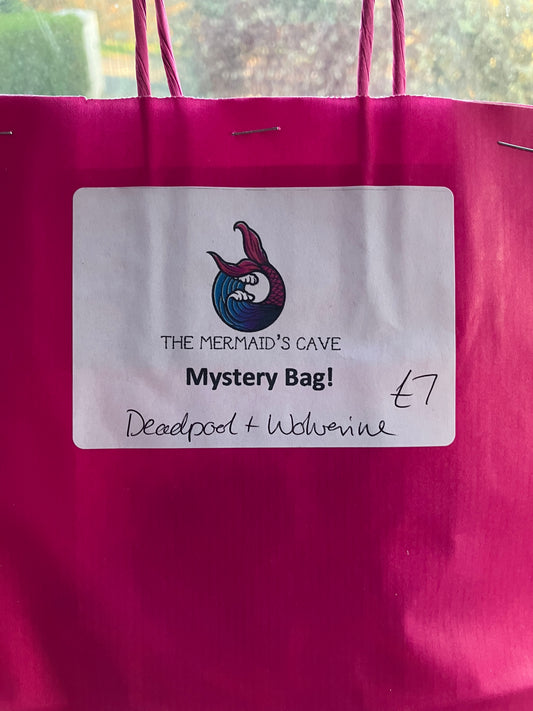 THE MERMAID'S CAVE
Mystery Bag!
£7
Deadpool + Wolverine